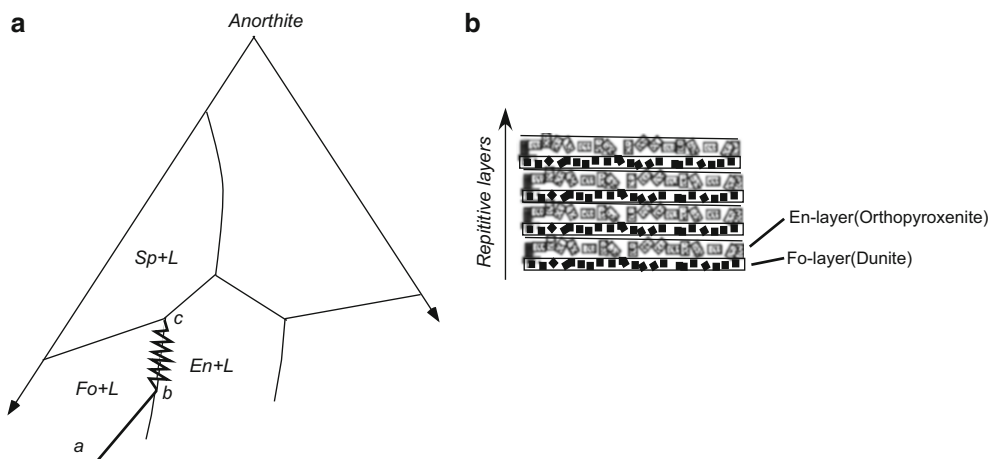 a
Anorthite
Sp+L
c
Fo+L
En+L
b
a
b
Repititive layers
En-layer(Orthopyroxenite)
Fo-layer(Dunite)